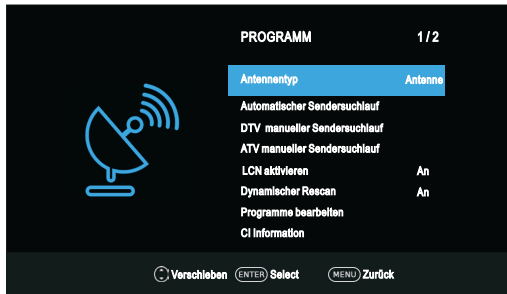 PROGRAMM 1 / 2
Antennentyp Antenne
Automatischer Sendersuchlauf
DTV manueller Sendersuchlauf
ATV manueller Sendersuchlauf
LCN aktivieren An
Dynamischer Rescan An
Programme bearbeiten
CI Information
Verschieben ENTER Select MENU Zurück